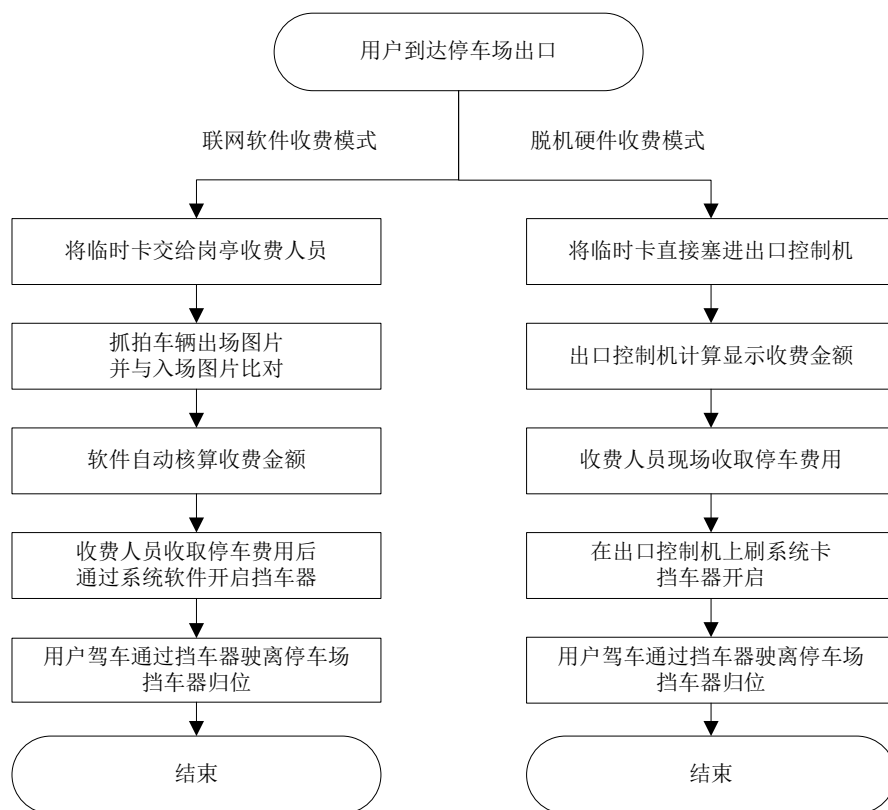 用户到达停车场出口
联网软件收费模式
脱机硬件收费模式
将临时卡交给岗亭收费人员
抓拍车辆出场图片
并与入场图片比对
软件自动核算收费金额
收费人员收取停车费用后
通过系统软件开启挡车器
用户驾车通过挡车器驶离停车场
挡车器归位
结束
将临时卡直接塞进出口控制机
出口控制机计算显示收费金额
收费人员现场收取停车费用
在出口控制机上刷系统卡
挡车器开启
用户驾车通过挡车器驶离停车场
挡车器归位
结束